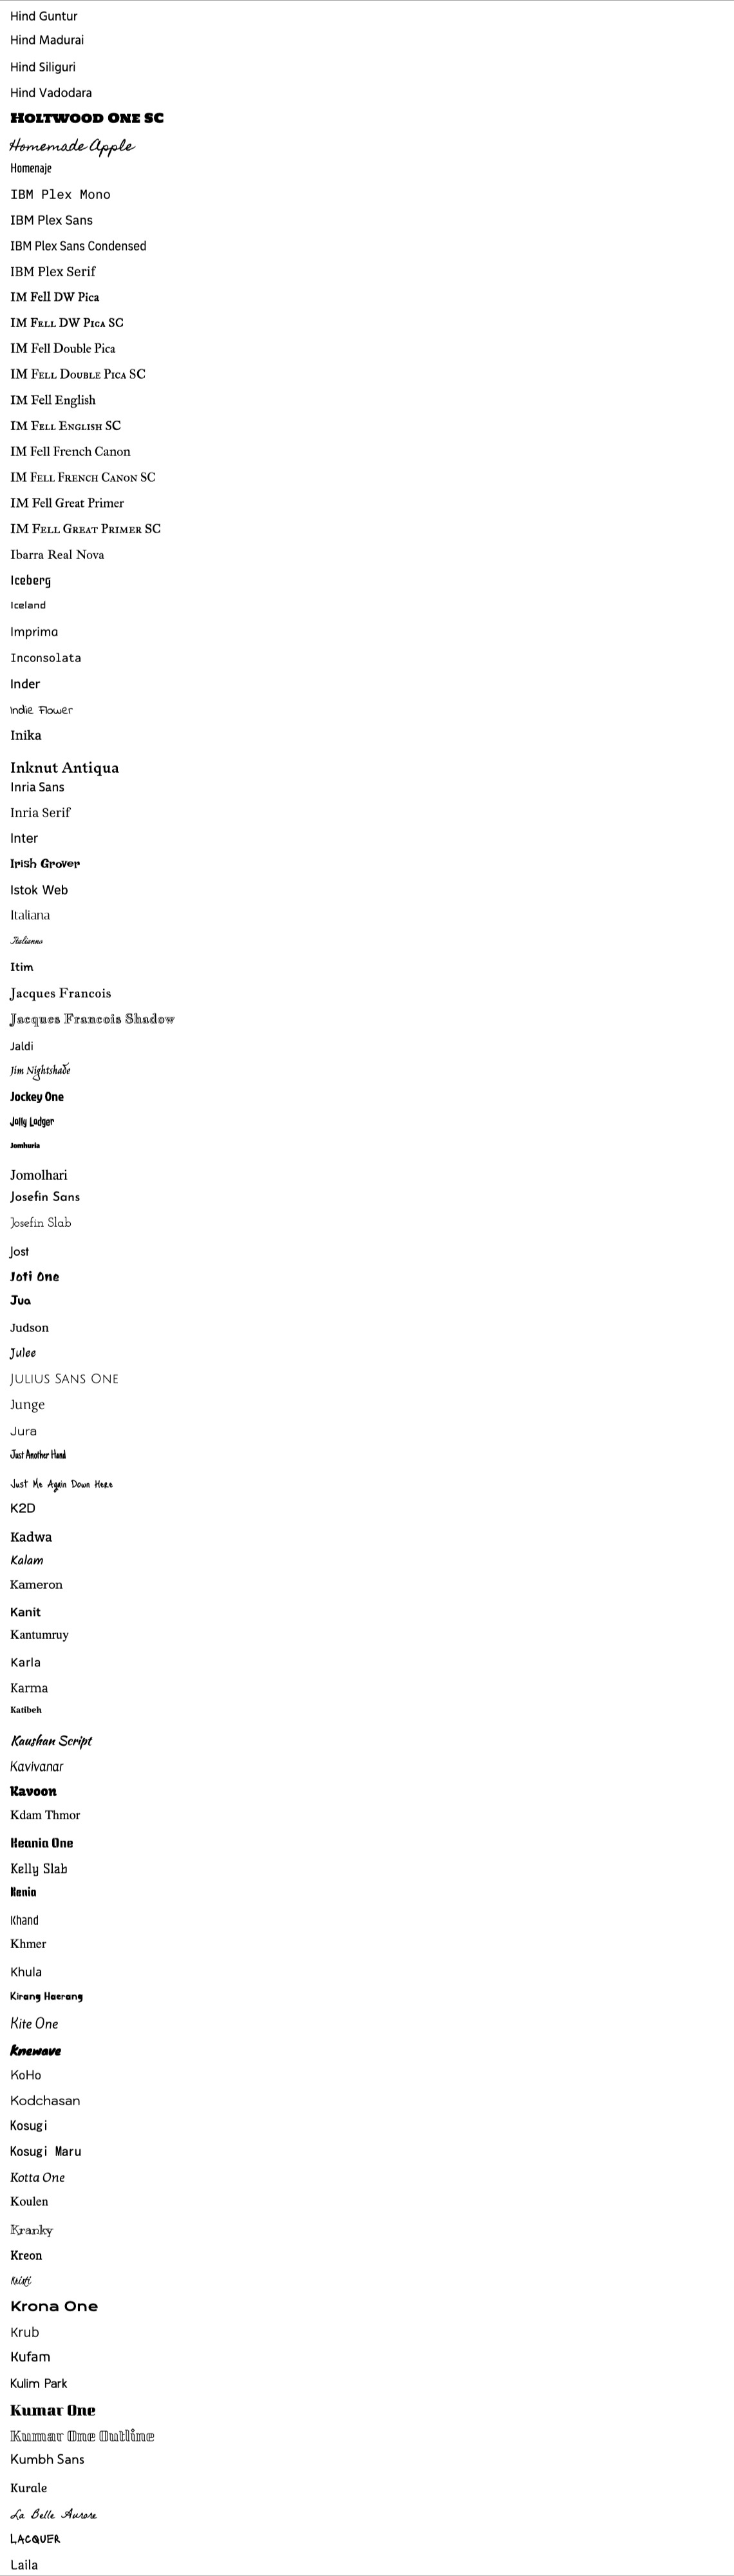 Hind Guntur
Hind Madurai
Hind Siliguri
Hind Vadodara
Holtwood One SC
Homemade Apple
Homenaje
IBM Plex Mono
IBM Plex Sans
IBM Plex Sans Condensed
IBM Plex Serif
IM Fell DW Pica
IM Fell DW Pica SC
IM Fell Double Pica
IM Fell Double Pica SC
IM Fell English
IM Fell English SC
IM Fell French Canon
IM Fell French Canon SC
IM Fell Great Primer
IM Fell Great Primer SC
Ibarra Real Nova
Iceberg
Iceland
Imprima
Inconsolata
Inder
Indie Flower
Inika
Inknut Antiqua
Inria Sans
Inria Serif
Inter
Irish Grover
Istok Web
Italiana
Italianno
Itim
Jacques Francois
Jacques Francois Shadow
Jaldi
Jim Nightshade
Jockey One
Jolly Lodger
Jomhuria
Jomolhari
Josefin Sans
Josefin Slab
Jost
Joti One
Jua
Judson
Julee
Julius Sans One
Junge
Jura
Just Another Hand
Just Me Again Down Here
K2D
Kadwa
Kalam
Kameron
Kanit
Kantumruy
Karla
Karma
Katibeh
Kaushan Script
Kavivanar
Kavoon
Kdam Thmor
Keania One
Kelly Slab
Kenia
Khand
Khmer
Khula
Kirang Haerang
Kite One
Knewave
KoHo
Kodchasan
Kosugi
Kosugi Maru
Kotta One
Koulen
Kranky
Kreon
Kristi
Krona One
Krub
Kufam
Kulim Park
Kumar One
Kumar One Outline
Kumbh Sans
Kurale
La Belle Aurore
LACQUER
Laila